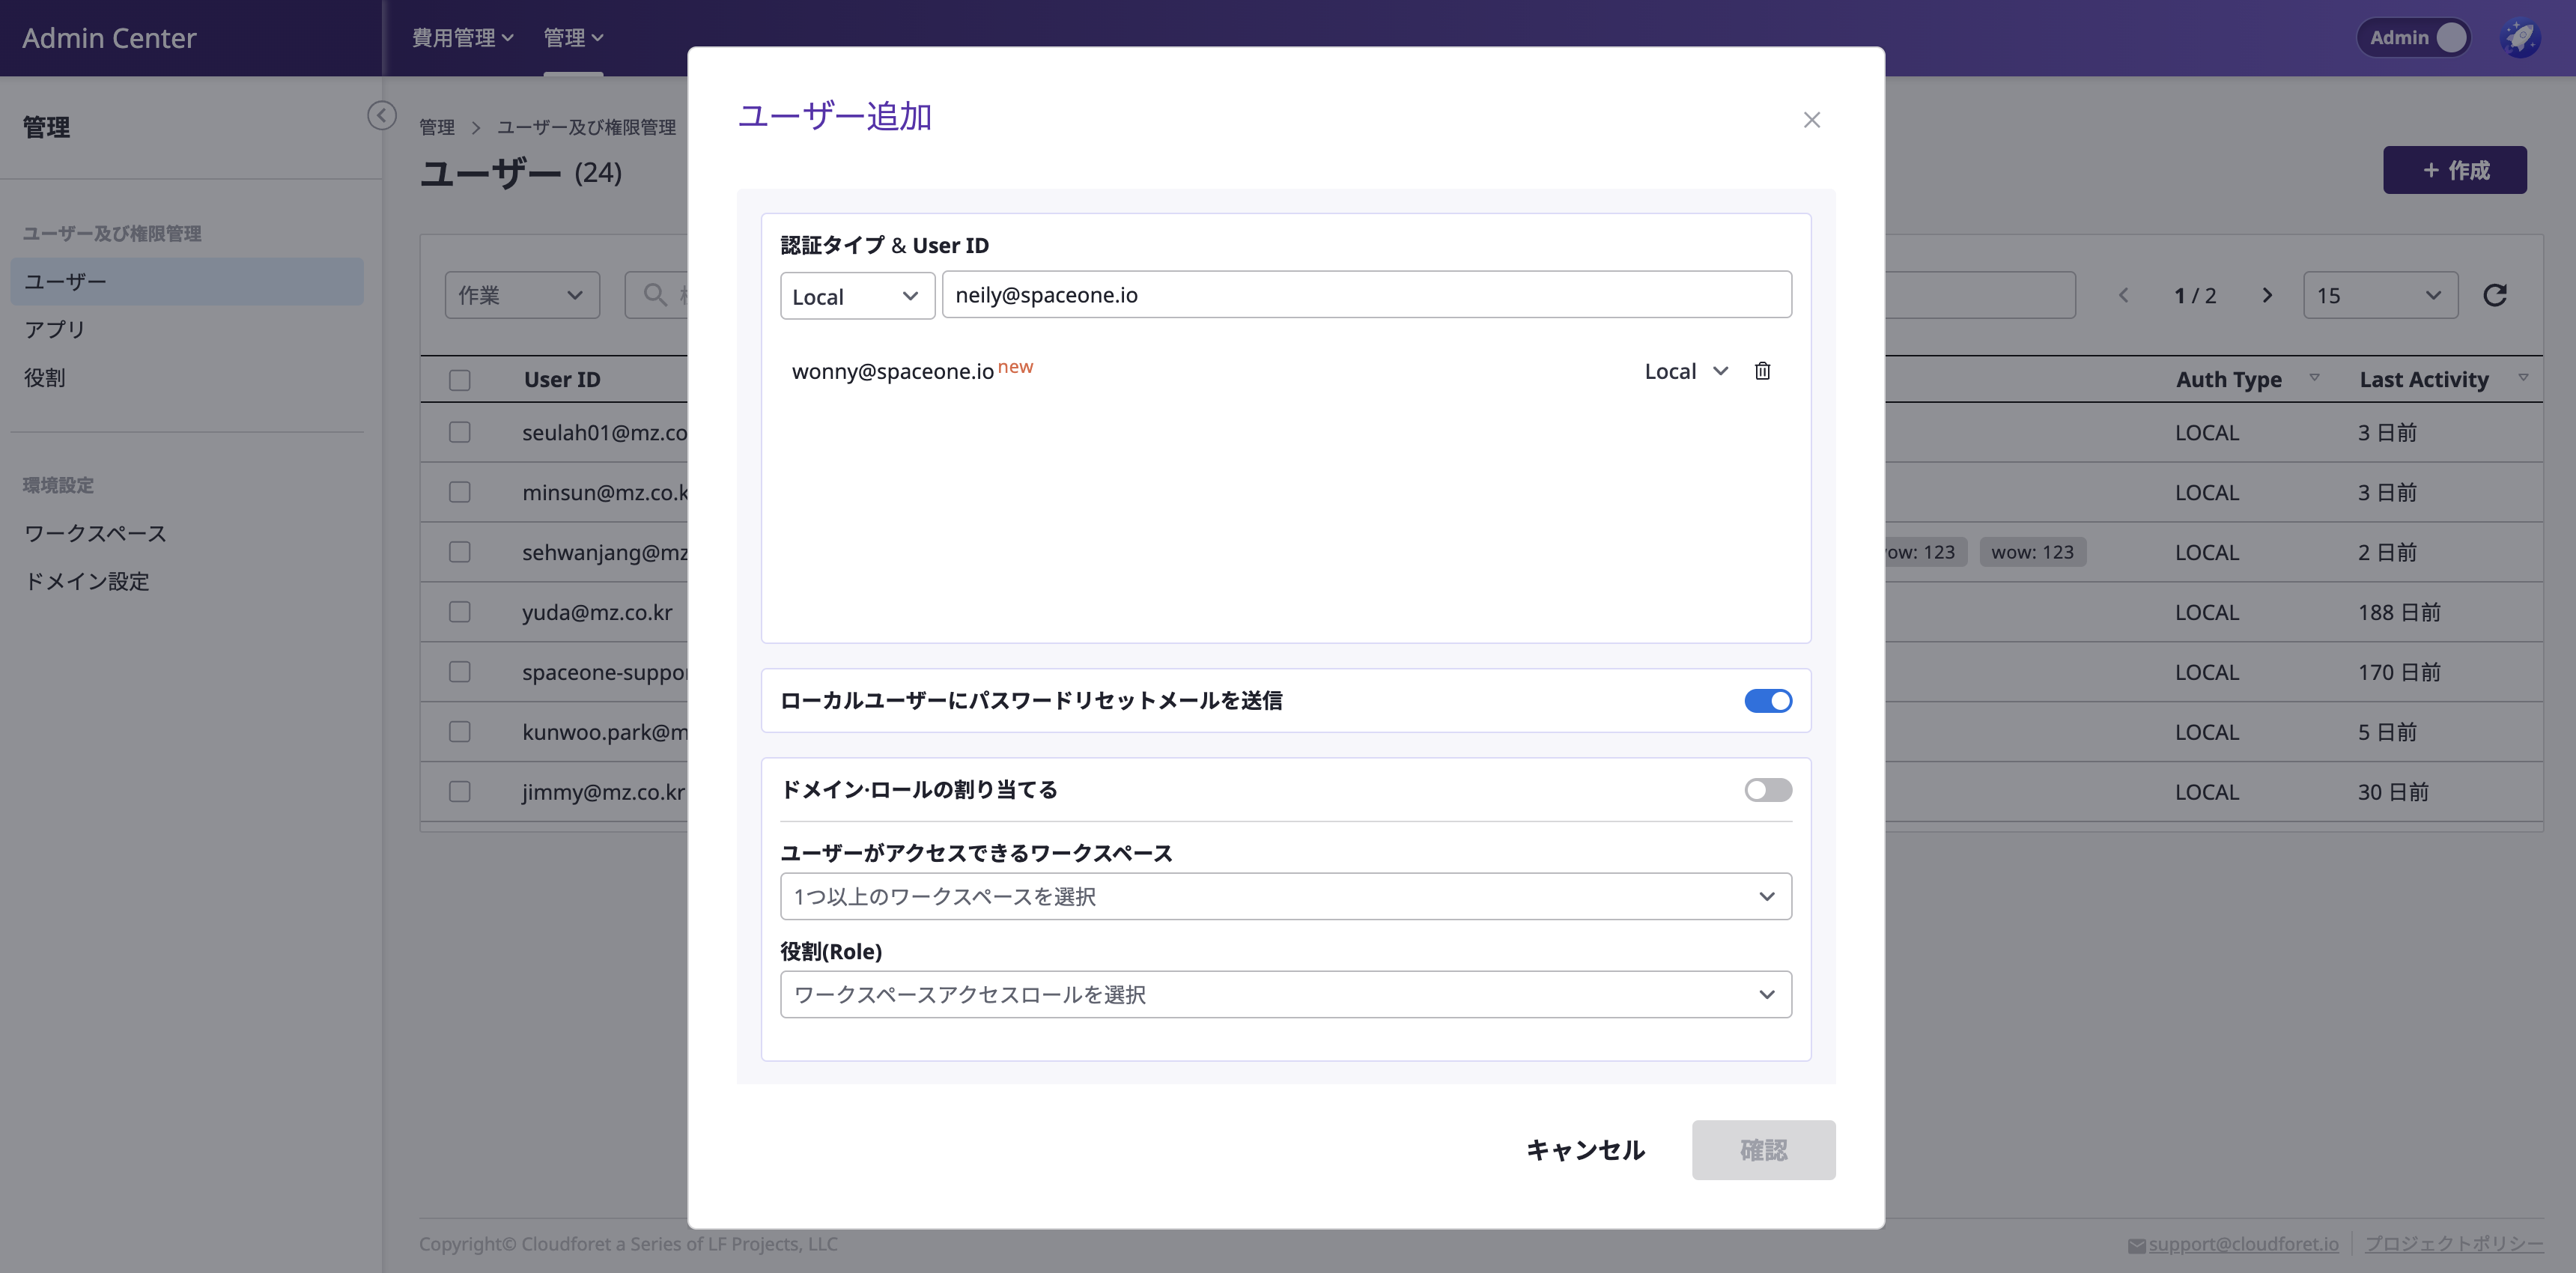 Admin Center
費用管理
管理
Admin
管理
ユーザー及び権限管理
ユーザー
アプリ
役割
環境設定
ワークスペース
ドメイン設定
管理 > ユーザー及び権限管理
ユーザー (24)
+ 作成
作業
1 / 2
15
User ID
Auth Type
Last Activity
seulah01@mz.co
LOCAL
3 日前
minsun@mz.co.k
LOCAL
3 日前
sehwanjang@mz
wow: 123
wow: 123
LOCAL
2 日前
yuda@mz.co.kr
LOCAL
188 日前
spaceone-suppor
LOCAL
170 日前
kunwoo.park@m
LOCAL
5 日前
jimmy@mz.co.kr
LOCAL
30 日前
ユーザー追加
認証タイプ & User ID
Local
neily@spaceone.io
wonny@spaceone.io new
Local
ローカルユーザーにパスワードリセットメールを送信
ドメイン·ロールの割り当てる
ユーザーがアクセスできるワークスペース
1つ以上のワークスペースを選択
役割(Role)
ワークスペースアクセスロールを選択
キャンセル
確認
Copyright© Cloudforet a Series of LF Projects, LLC
support@cloudforet.io
プロジェクトポリシー